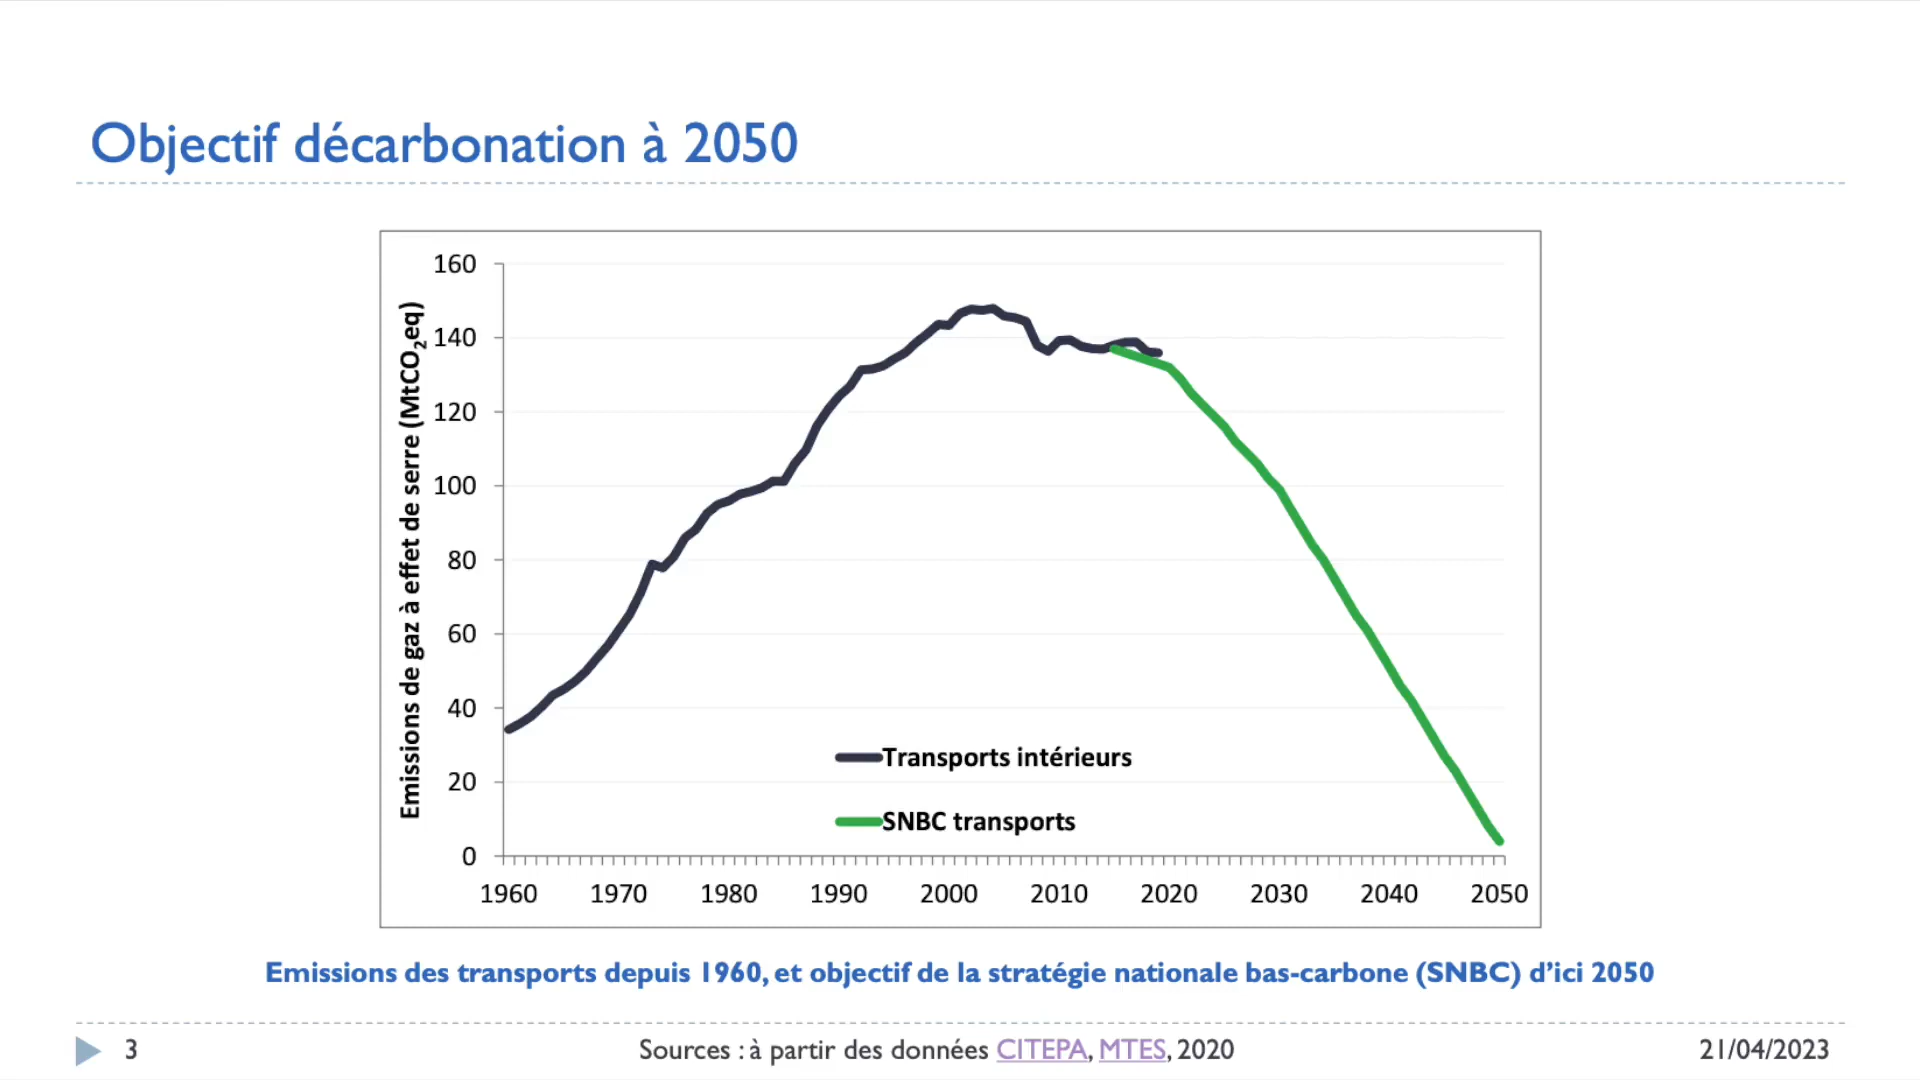 Objectif décarbonation à 2050
Emissions de gaz à effet de serre (MtCO₂eq)
160
140
120
100
80
60
40
20
0
Transports intérieurs
SNBC transports
1960 1970 1980 1990 2000 2010 2020 2030 2040 2050
Emissions des transports depuis 1960, et objectif de la stratégie nationale bas-carbone (SNBC) d’ici 2050
3 Sources : à partir des données CITEPA, MTES, 2020 21/04/2023